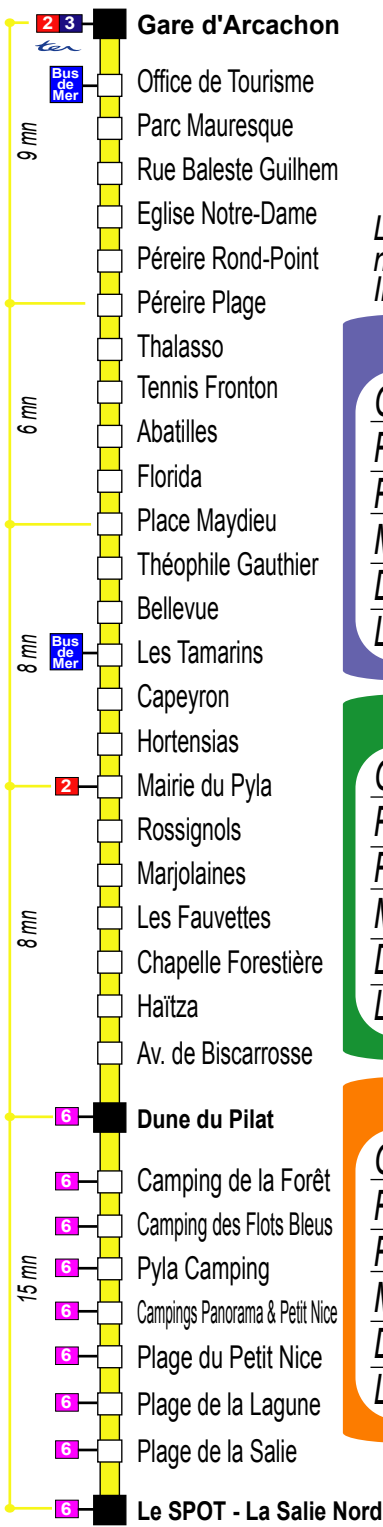 2 3 Gare d'Arcachon
ter
Bus de Mer Office de Tourisme
Parc Mauresque
9 mn
Rue Baleste Guilhem
Eglise Notre-Dame
Péreire Rond-Point
Péreire Plage
Thalasso
Tennis Fronton
6 mn
Abatilles
Florida
Place Maydieu
Théophile Gauthier
Bellevue
8 mn
Bus de Mer Les Tamarins
Capeyron
Hortensias
2 Mairie du Pyla
Rossignols
Marjolaines
8 mn
Les Fauvettes
Chapelle Forestière
Haïtza
Av. de Biscarrosse
6 Dune du Pilat
6 Camping de la Forêt
6 Camping des Flots Bleus
6 Pyla Camping
15 mn
6 Campings Panorama & Petit Nice
6 Plage du Petit Nice
6 Plage de la Lagune
6 Plage de la Salie
6 Le SPOT - La Salie Nord